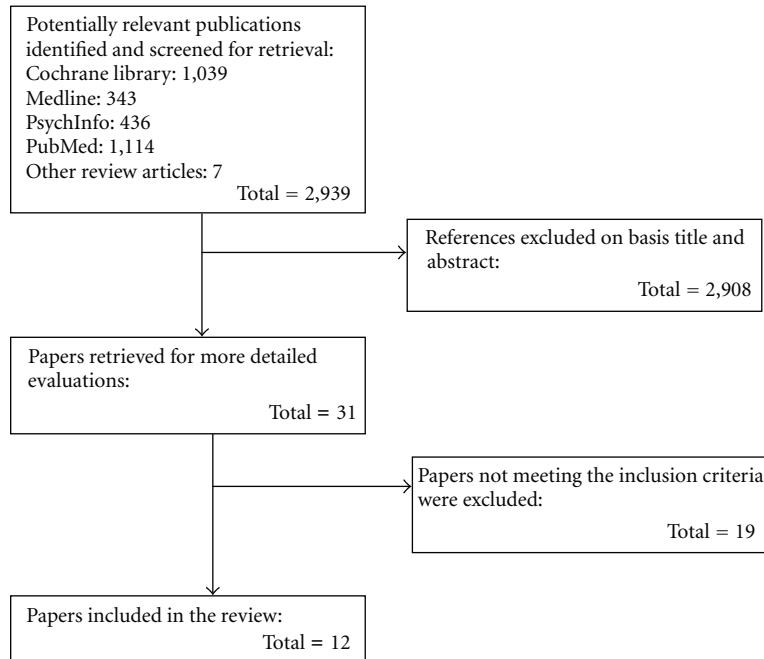 Potentially relevant publications
identified and screened for retrieval:
Cochrane library: 1,039
Medline: 343
PsychInfo: 436
PubMed: 1,114
Other review articles: 7
Total = 2,939
References excluded on basis title and
abstract:
Total = 2,908
Papers retrieved for more detailed
evaluations:
Total = 31
Papers not meeting the inclusion criteria
were excluded:
Total = 19
Papers included in the review:
Total = 12